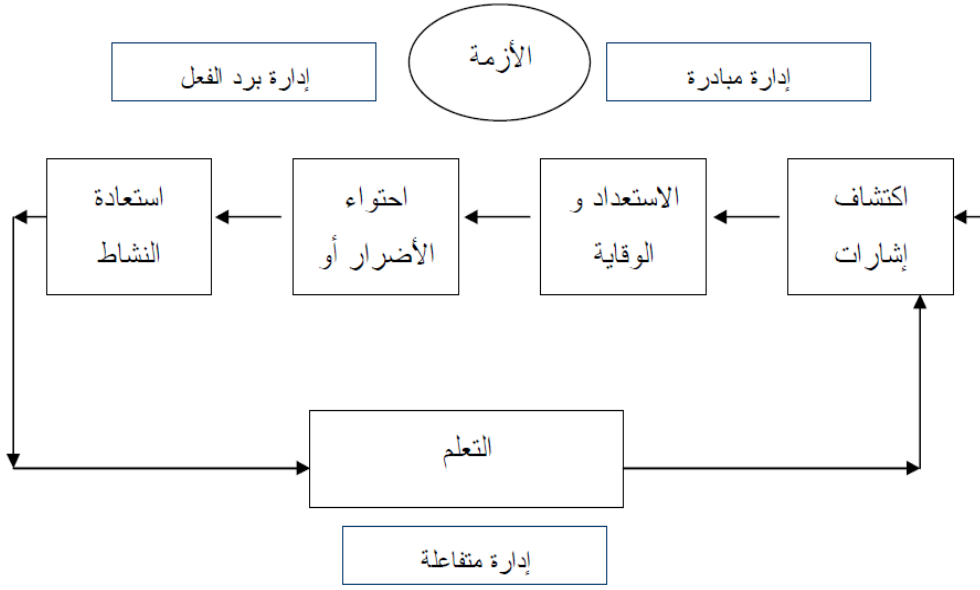 الأزمة
إدارة مبادرة
إدارة برد الفعل
اكتشاف
إشارات
الاستعداد و
الوقاية
احتواء
الأضرار أو
استعادة
النشاط
التعلم
إدارة متفاعلة